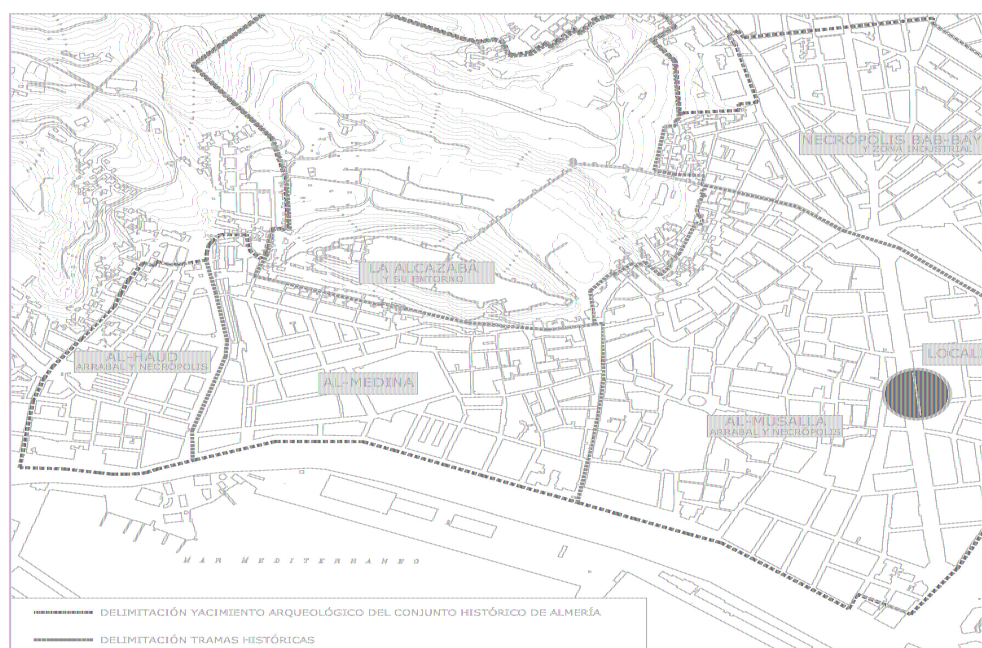 NECRÓPOLIS BAB-BAY
Y ZONA INDUSTRIAL
LA ALCAZABA
Y SU ENTORNO
LOCALI
AL-HAUD
ARRABAL Y NECRÓPOLIS
AL-MEDINA
AL-MUSALLA
ARRABAL Y NECRÓPOLIS
MAR MEDITERRANEO
DELIMITACIÓN YACIMIENTO ARQUEOLÓGICO DEL CONJUNTO HISTÓRICO DE ALMERÍA
DELIMITACIÓN TRAMAS HISTÓRICAS